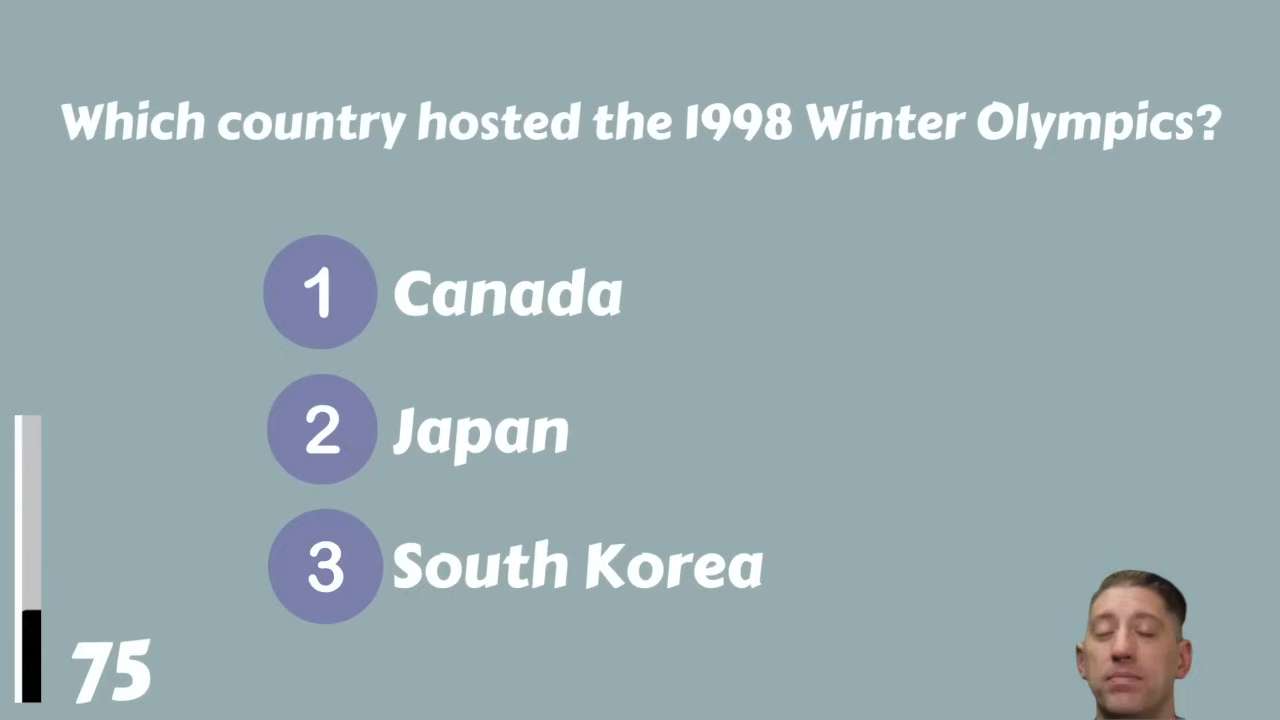 Which country hosted the 1998 Winter Olympics?
1 Canada
2 Japan
3 South Korea
75